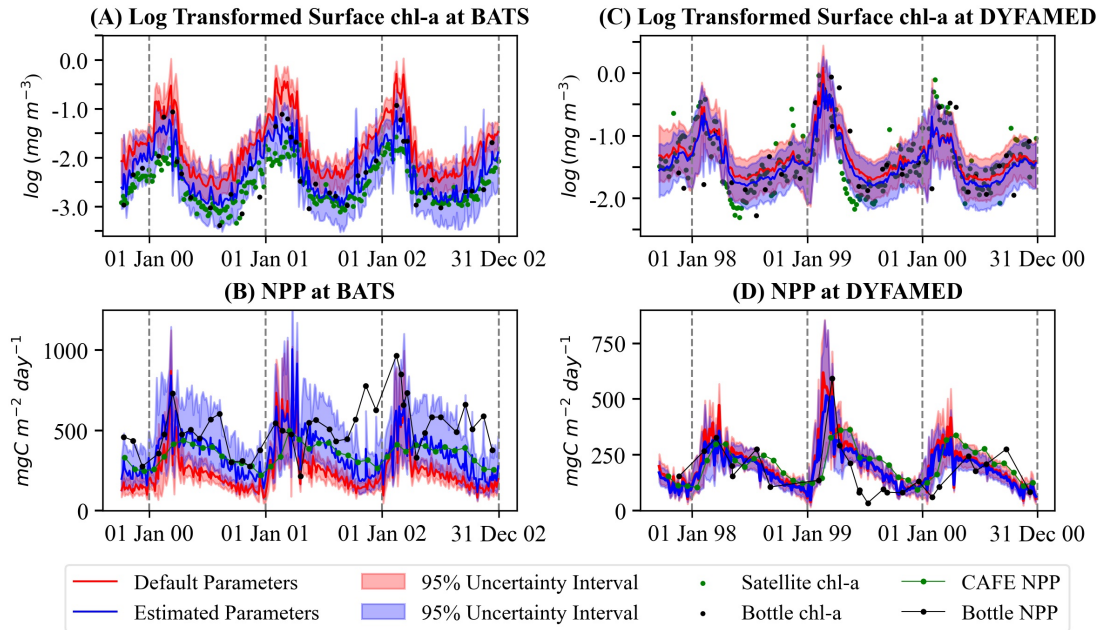 (A) Log Transformed Surface chl-a at BATS
log (mg m⁻³)
0.0
-1.0
-2.0
-3.0
01 Jan 00 01 Jan 01 01 Jan 02 31 Dec 02
(C) Log Transformed Surface chl-a at DYFAMED
log (mg m⁻³)
0.0
-1.0
-2.0
01 Jan 98 01 Jan 99 01 Jan 00 31 Dec 00
(B) NPP at BATS
mgC m⁻² day⁻¹
1000
500
0
01 Jan 00 01 Jan 01 01 Jan 02 31 Dec 02
(D) NPP at DYFAMED
mgC m⁻² day⁻¹
750
500
250
0
01 Jan 98 01 Jan 99 01 Jan 00 31 Dec 00
Default Parameters 95% Uncertainty Interval Satellite chl-a CAFE NPP
Estimated Parameters 95% Uncertainty Interval Bottle chl-a Bottle NPP